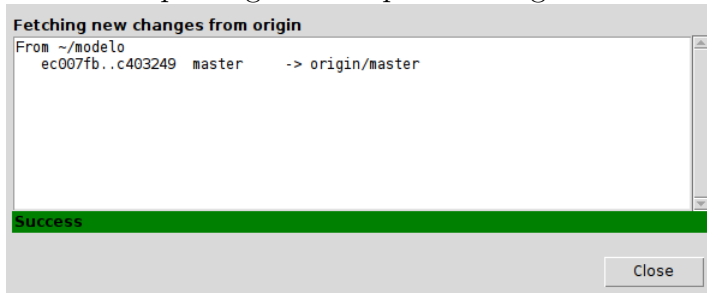 Fetching new changes from origin
From ~/modelo
   ec007fb..c403249  master     -> origin/master
Success
Close